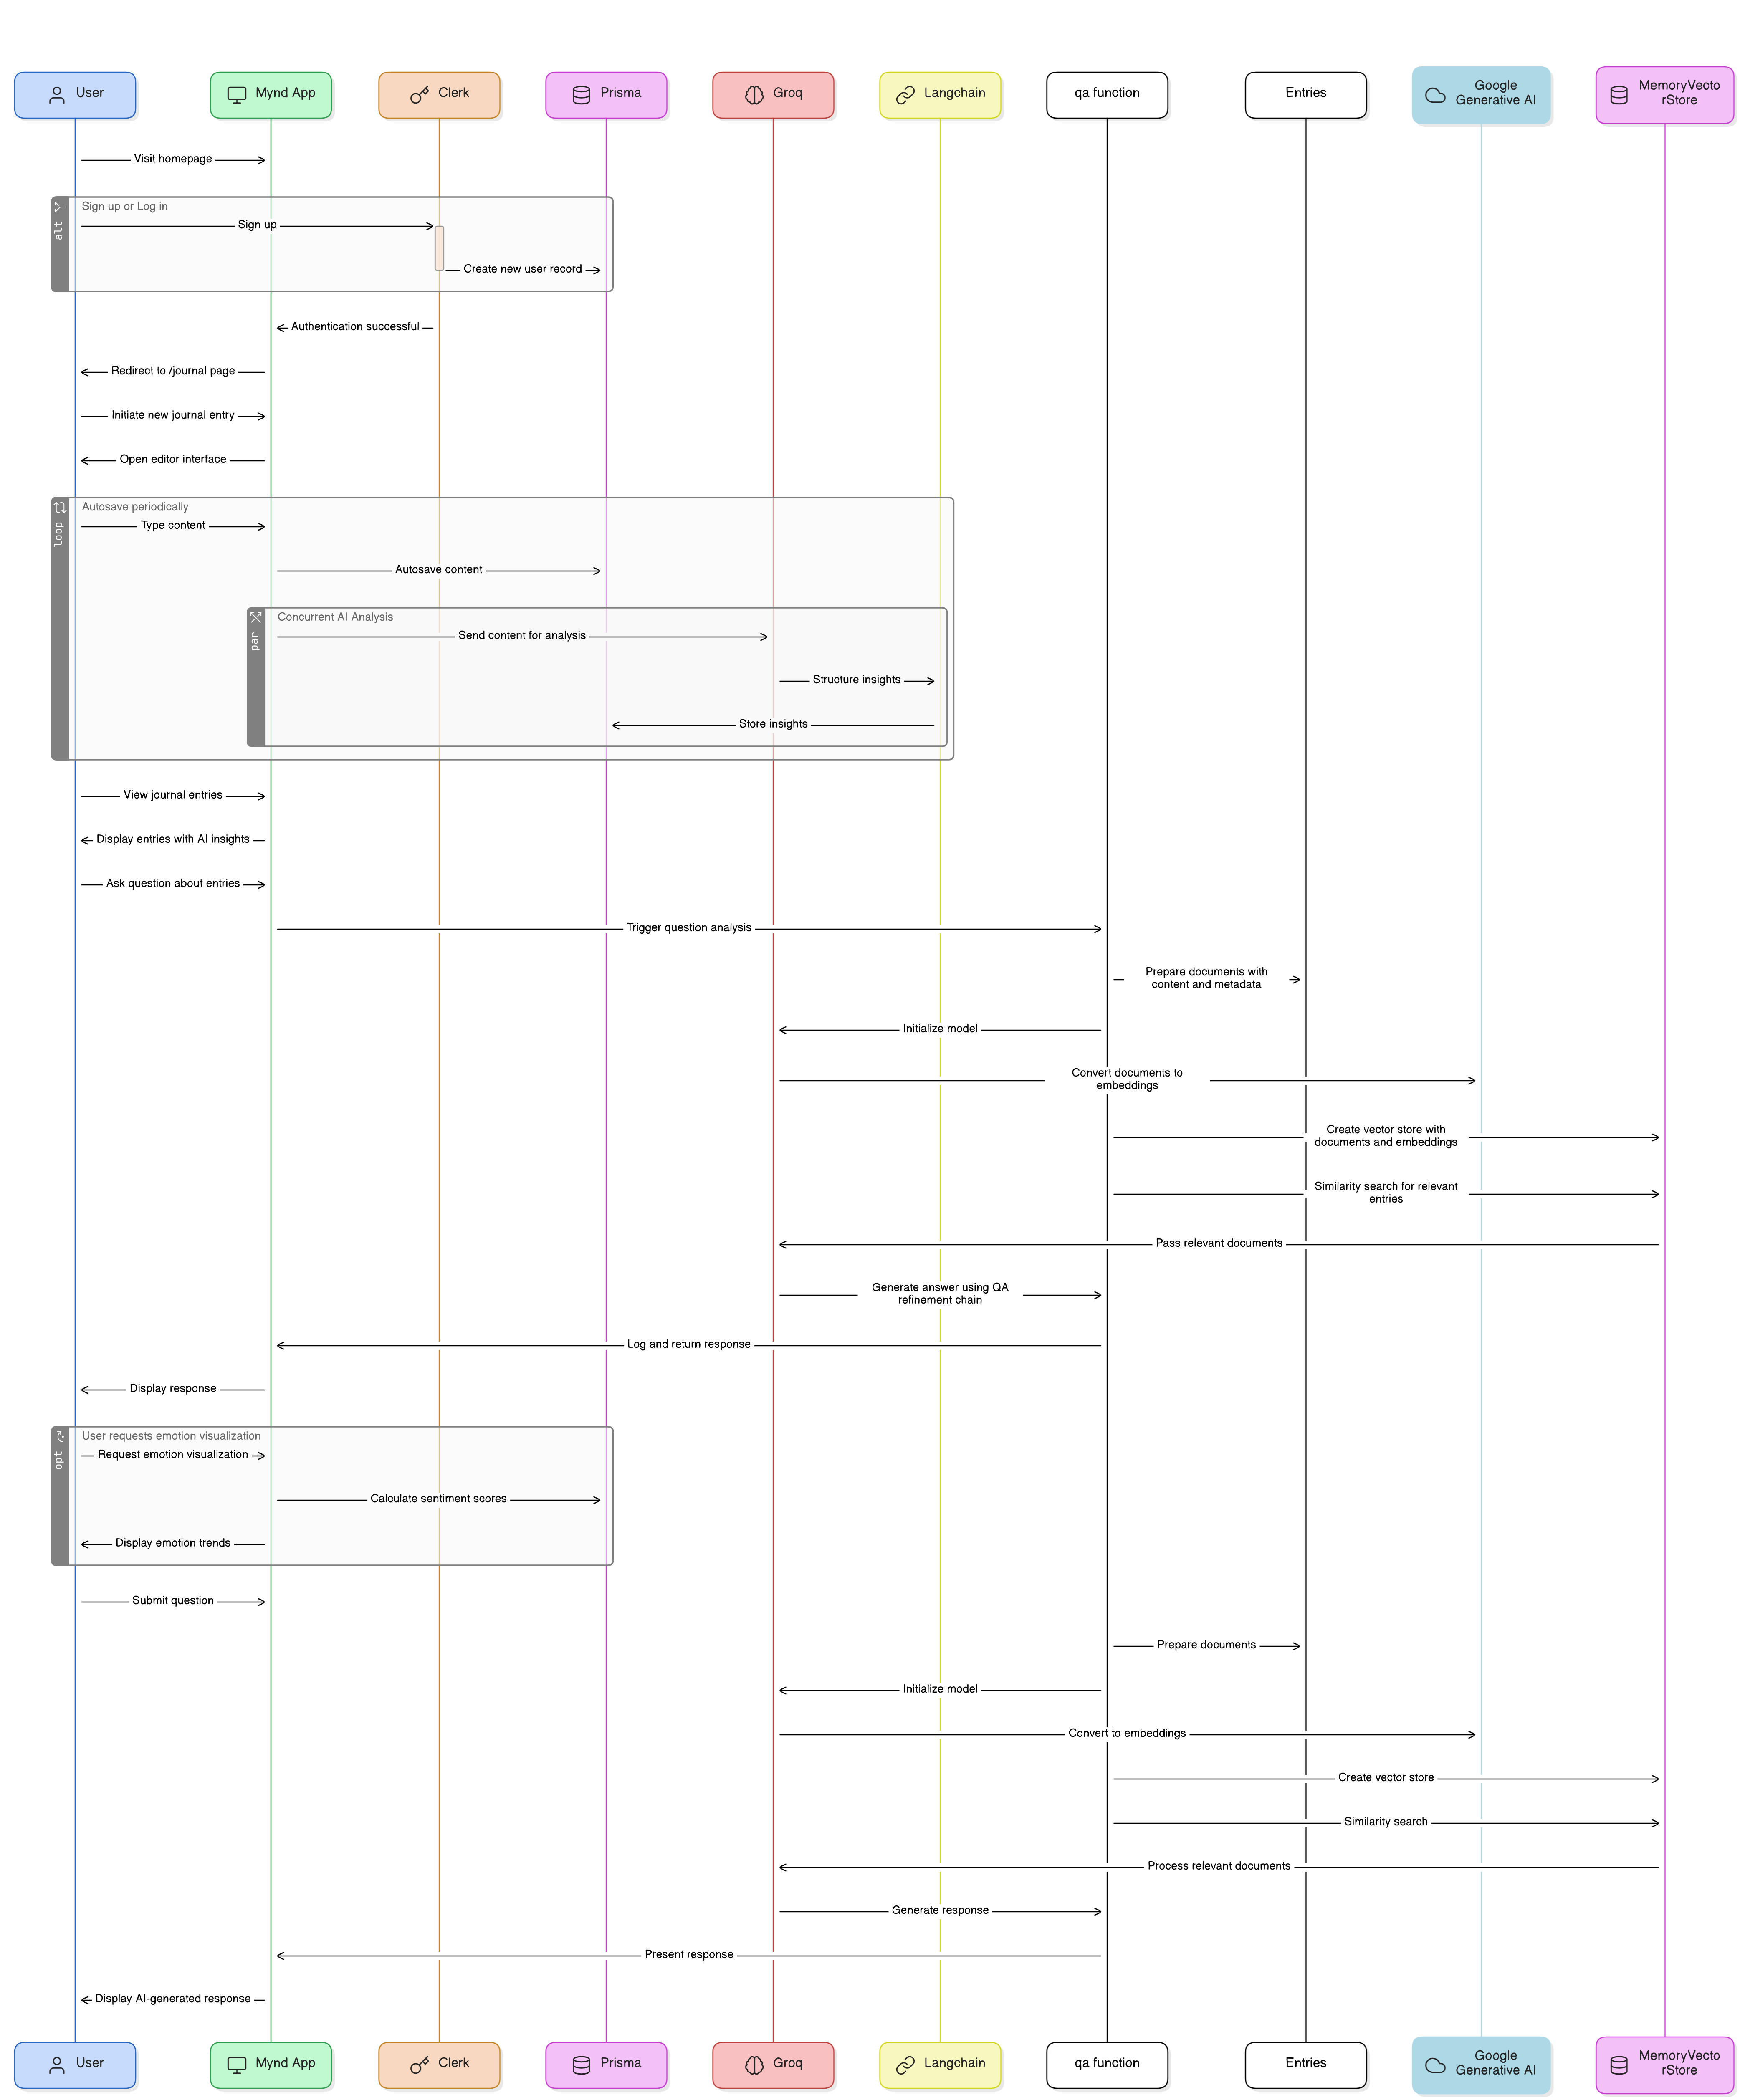 User
Mynd App
Clerk
Prisma
Groq
Langchain
qa function
Entries
Google
Generative AI
MemoryVecto
rStore
Visit homepage
alt
Sign up or Log in
Sign up
Create new user record
Authentication successful
Redirect to /journal page
Initiate new journal entry
Open editor interface
loop
Autosave periodically
Type content
Autosave content
par
Concurrent AI Analysis
Send content for analysis
Structure insights
Store insights
View journal entries
Display entries with AI insights
Ask question about entries
Trigger question analysis
Prepare documents with
content and metadata
Initialize model
Convert documents to
embeddings
Create vector store with
documents and embeddings
Similarity search for relevant
entries
Pass relevant documents
Generate answer using QA
refinement chain
Log and return response
Display response
opt
User requests emotion visualization
Request emotion visualization
Calculate sentiment scores
Display emotion trends
Submit question
Prepare documents
Initialize model
Convert to embeddings
Create vector store
Similarity search
Process relevant documents
Generate response
Present response
Display AI-generated response
User
Mynd App
Clerk
Prisma
Groq
Langchain
qa function
Entries
Google
Generative AI
MemoryVecto
rStore